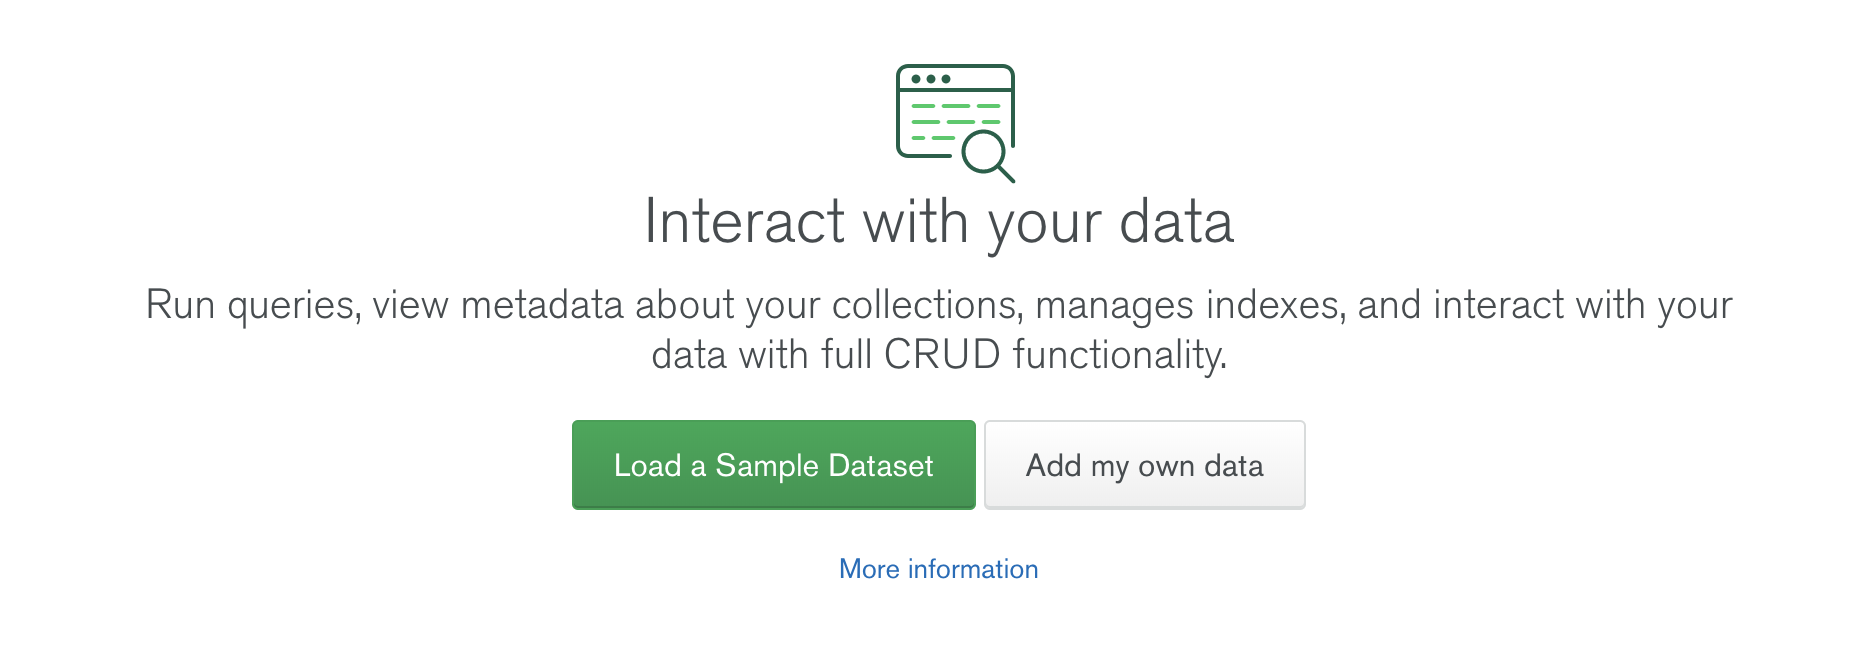 Interact with your data
Run queries, view metadata about your collections, manages indexes, and interact with your
data with full CRUD functionality.
Load a Sample Dataset
Add my own data
More information